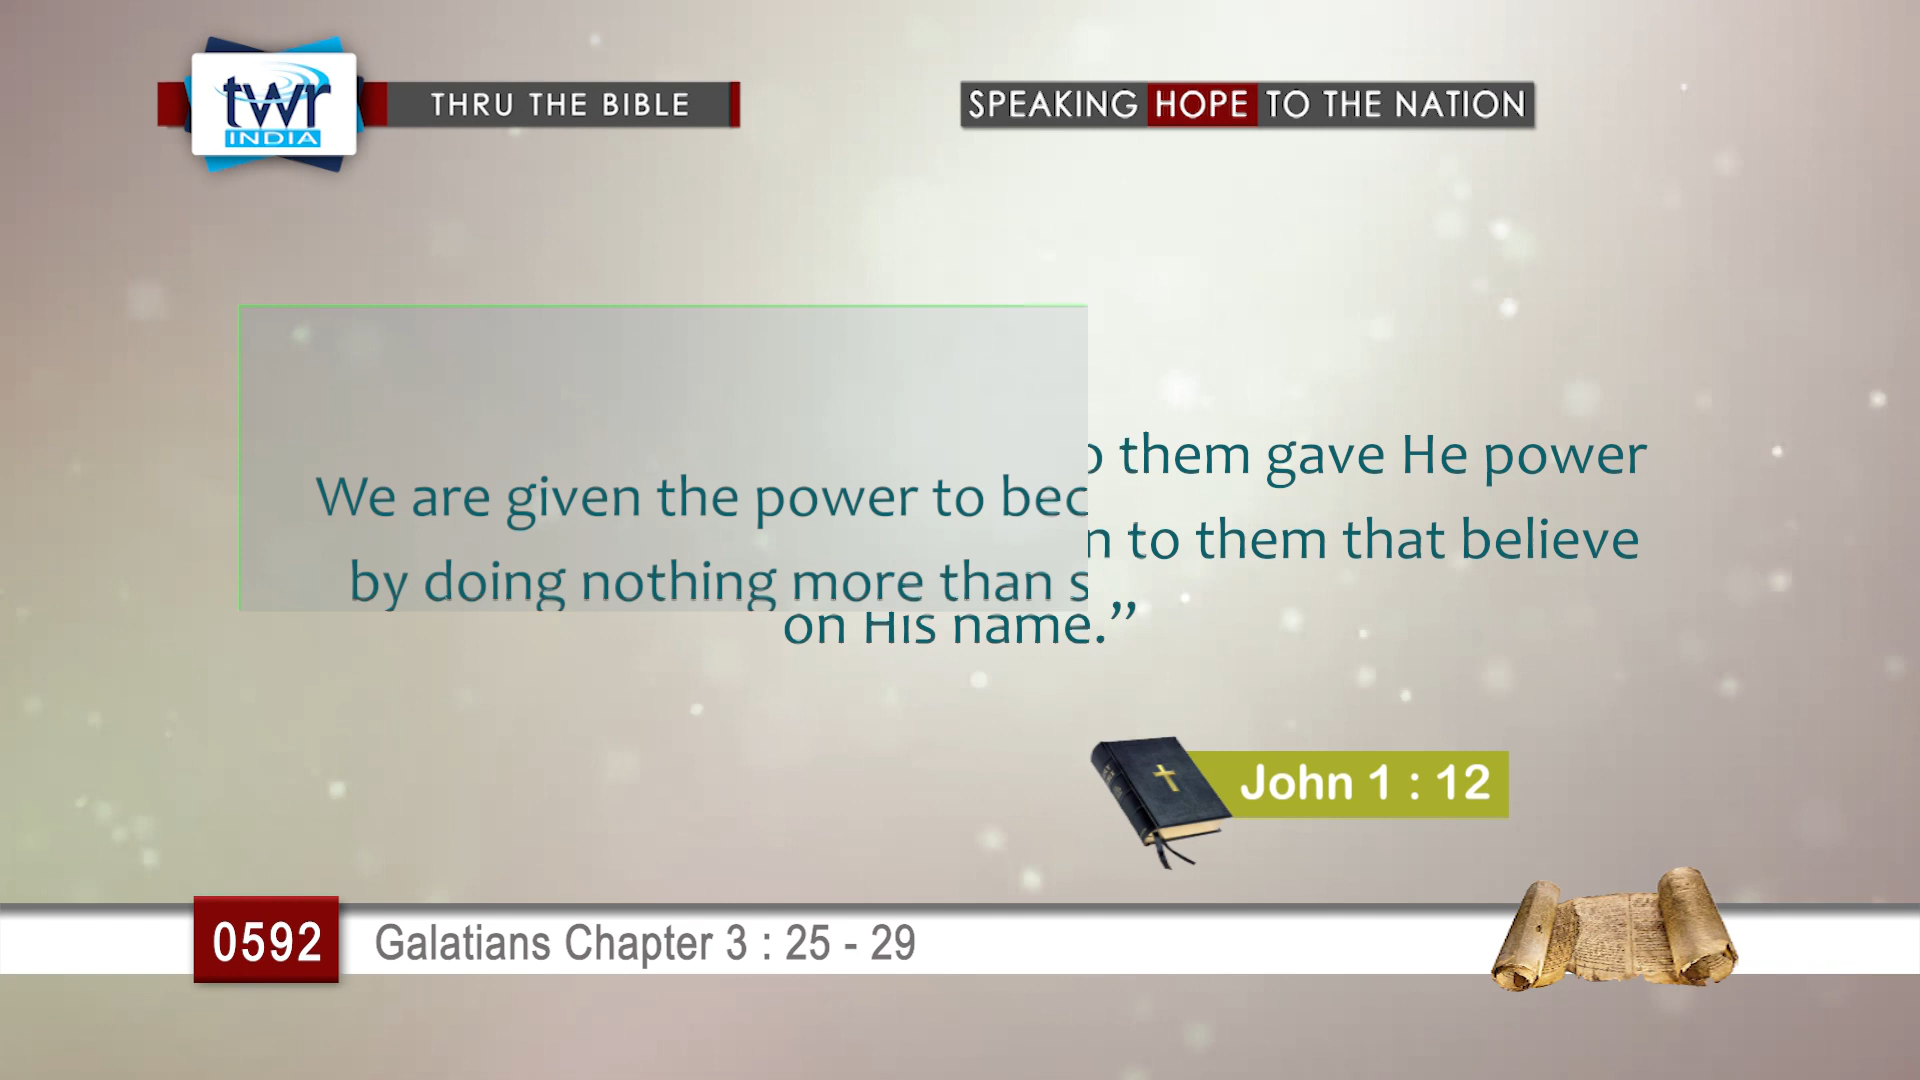 twr
INDIA
THRU THE BIBLE
SPEAKING HOPE TO THE NATION
them gave He power
We are given the power to
to them that believe
by doing nothing more than
on His name.”
John 1 : 12
0592
Galatians Chapter 3 : 25 - 29